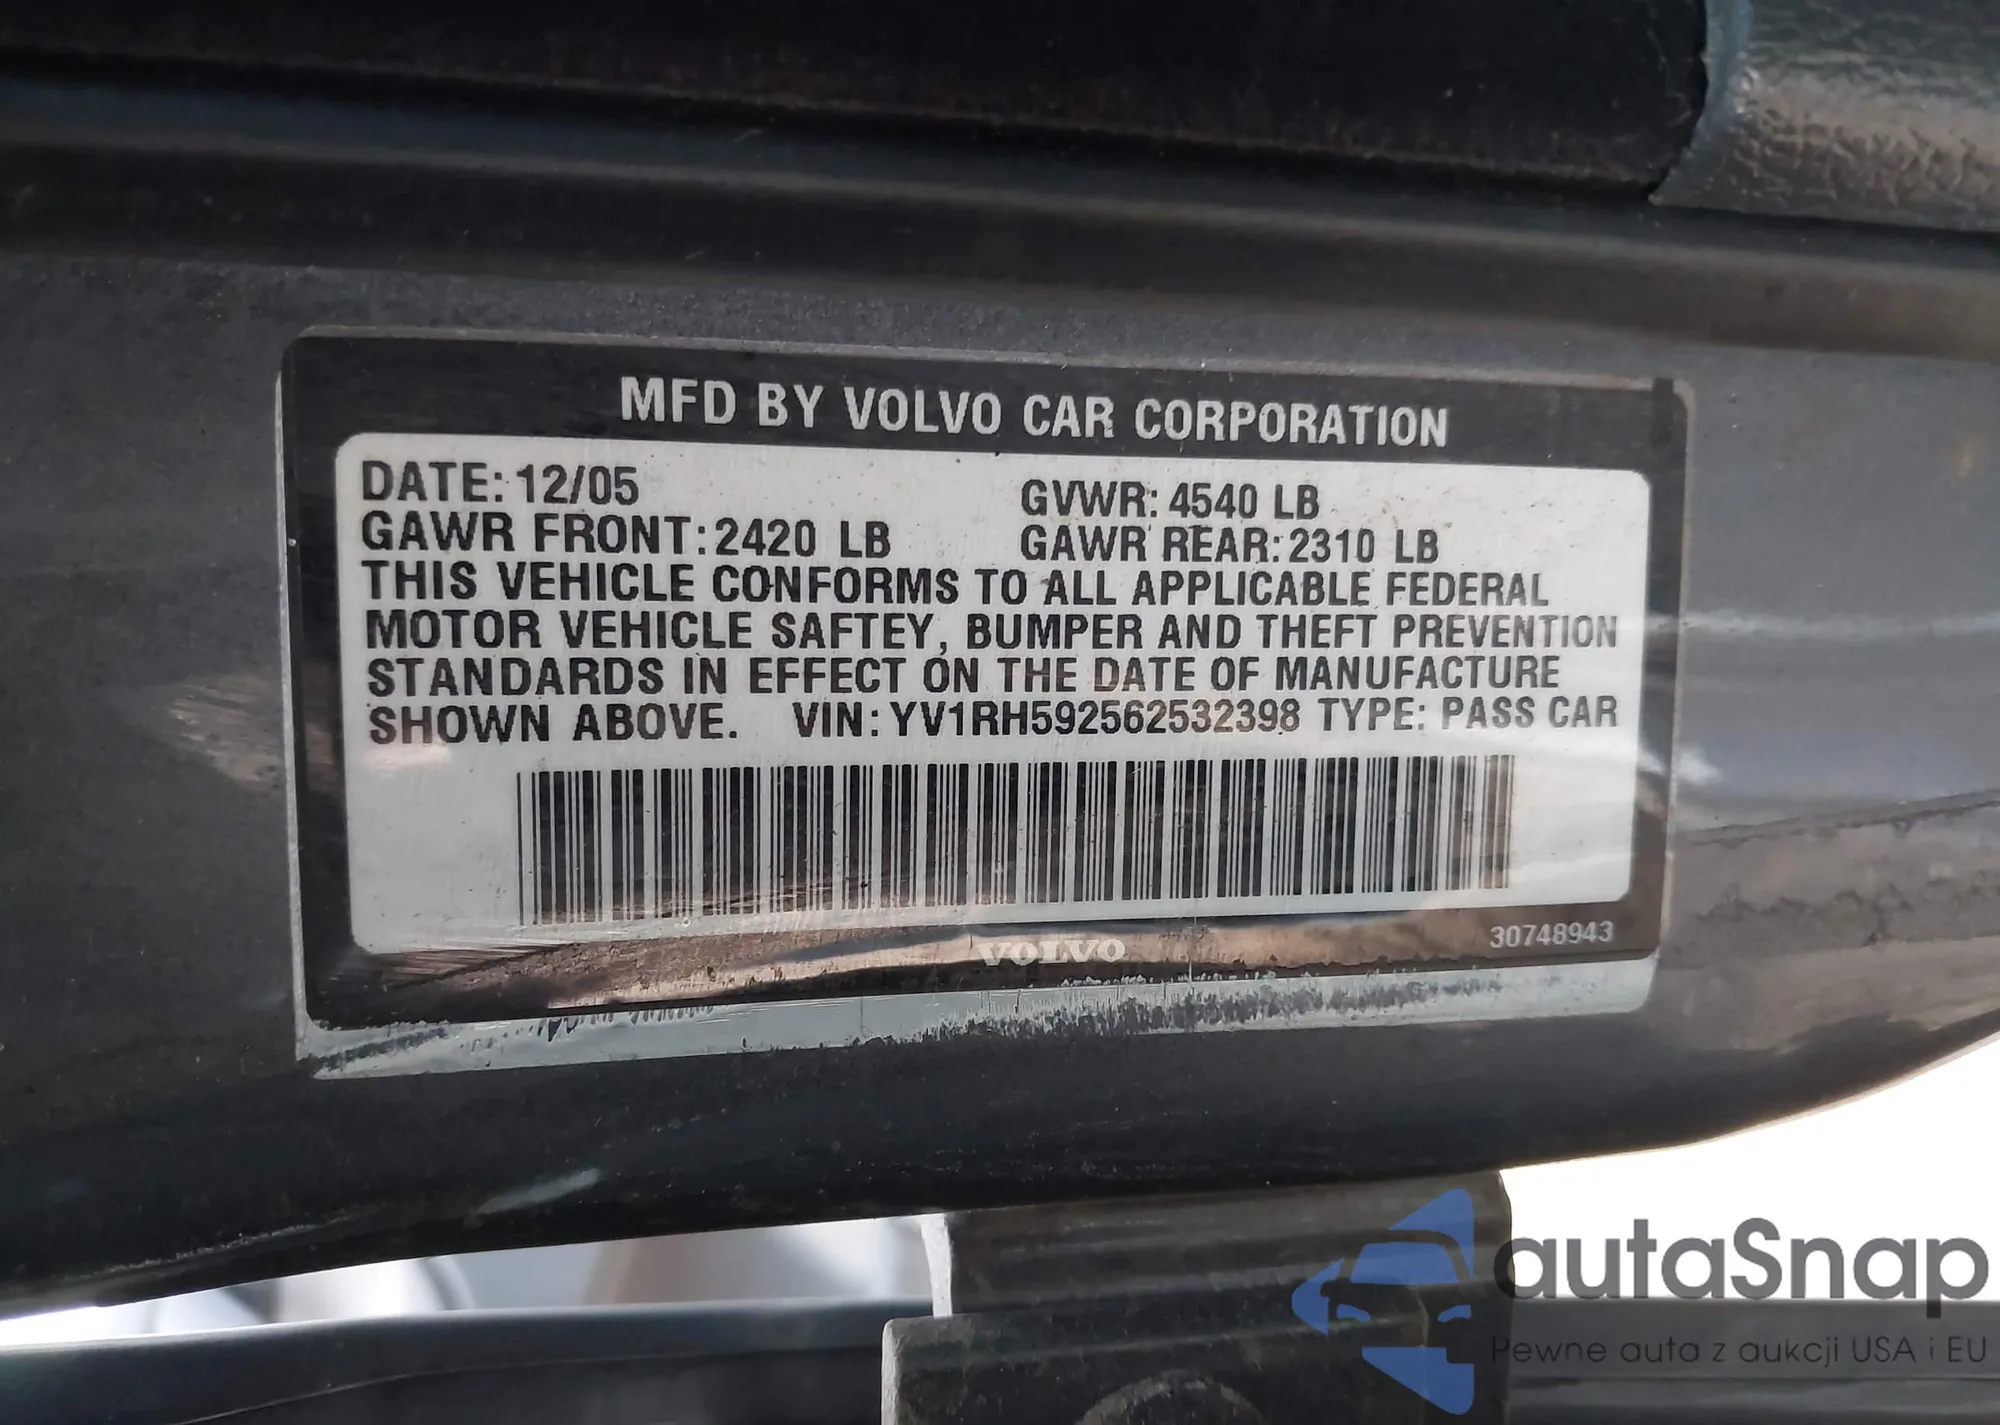 MFD BY VOLVO CAR CORPORATION
DATE: 12/05 GVWR: 4540 LB
GAWR FRONT: 2420 LB GAWR REAR: 2310 LB
THIS VEHICLE CONFORMS TO ALL APPLICABLE FEDERAL
MOTOR VEHICLE SAFTEY, BUMPER AND THEFT PREVENTION
STANDARDS IN EFFECT ON THE DATE OF MANUFACTURE
SHOWN ABOVE. VIN: YV1RH592562532398 TYPE: PASS CAR
VOLVO
30748943
autaSnap
Pewne auta z aukcji USA i EU